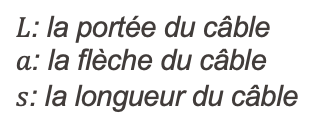 L: la portée du câble
a: la flèche du câble
s: la longueur du câble